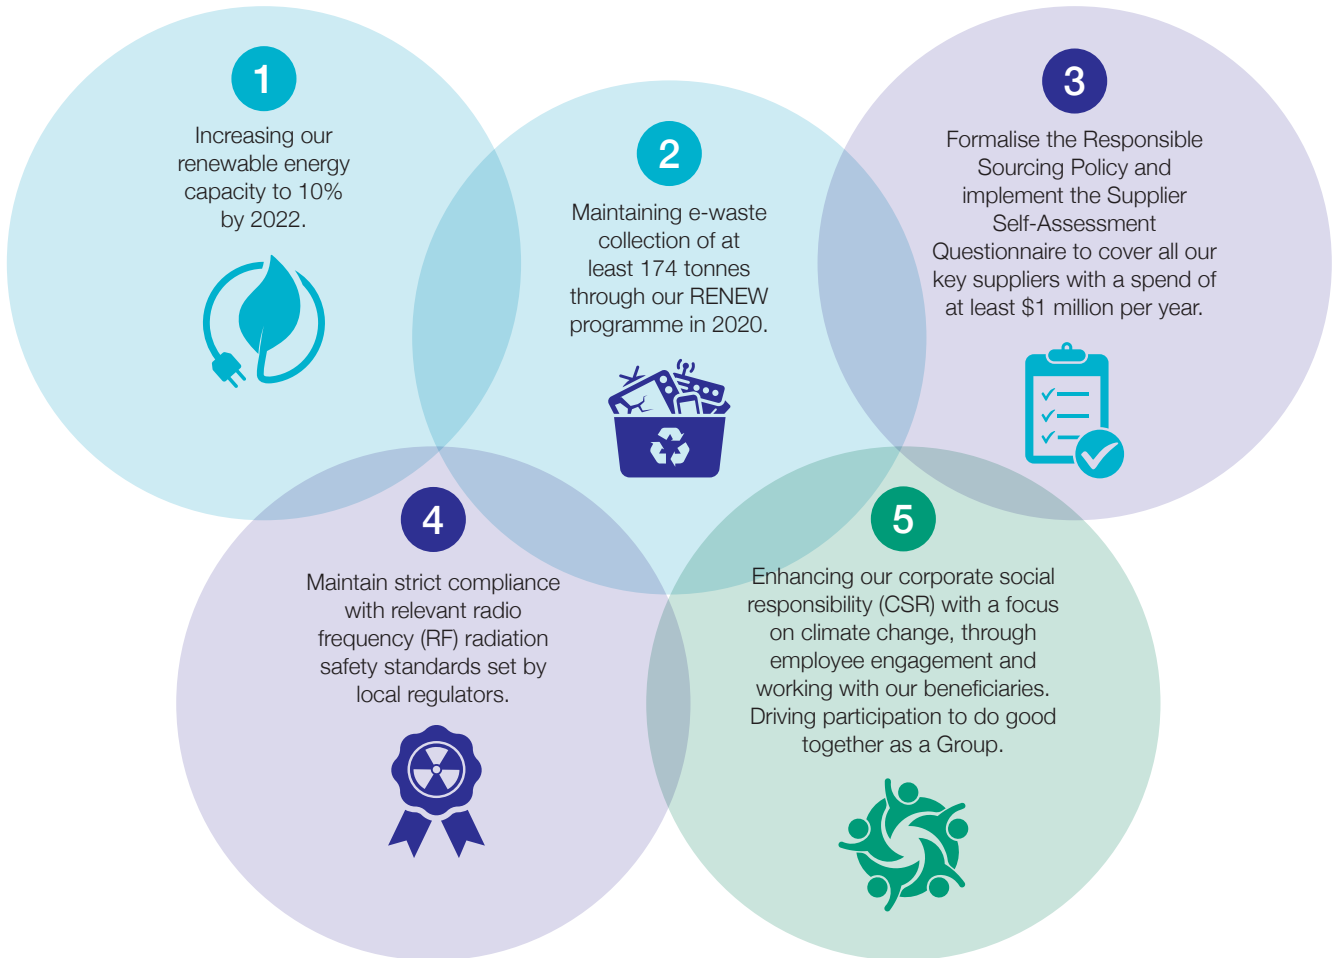 1
Increasing our
renewable energy
capacity to 10%
by 2022.
2
Maintaining e-waste
collection of at
least 174 tonnes
through our RENEW
programme in 2020.
3
Formalise the Responsible
Sourcing Policy and
implement the Supplier
Self-Assessment
Questionnaire to cover all our
key suppliers with a spend of
at least $1 million per year.
4
Maintain strict compliance
with relevant radio
frequency (RF) radiation
safety standards set by
local regulators.
5
Enhancing our corporate social
responsibility (CSR) with a focus
on climate change, through
employee engagement and
working with our beneficiaries.
Driving participation to do good
together as a Group.